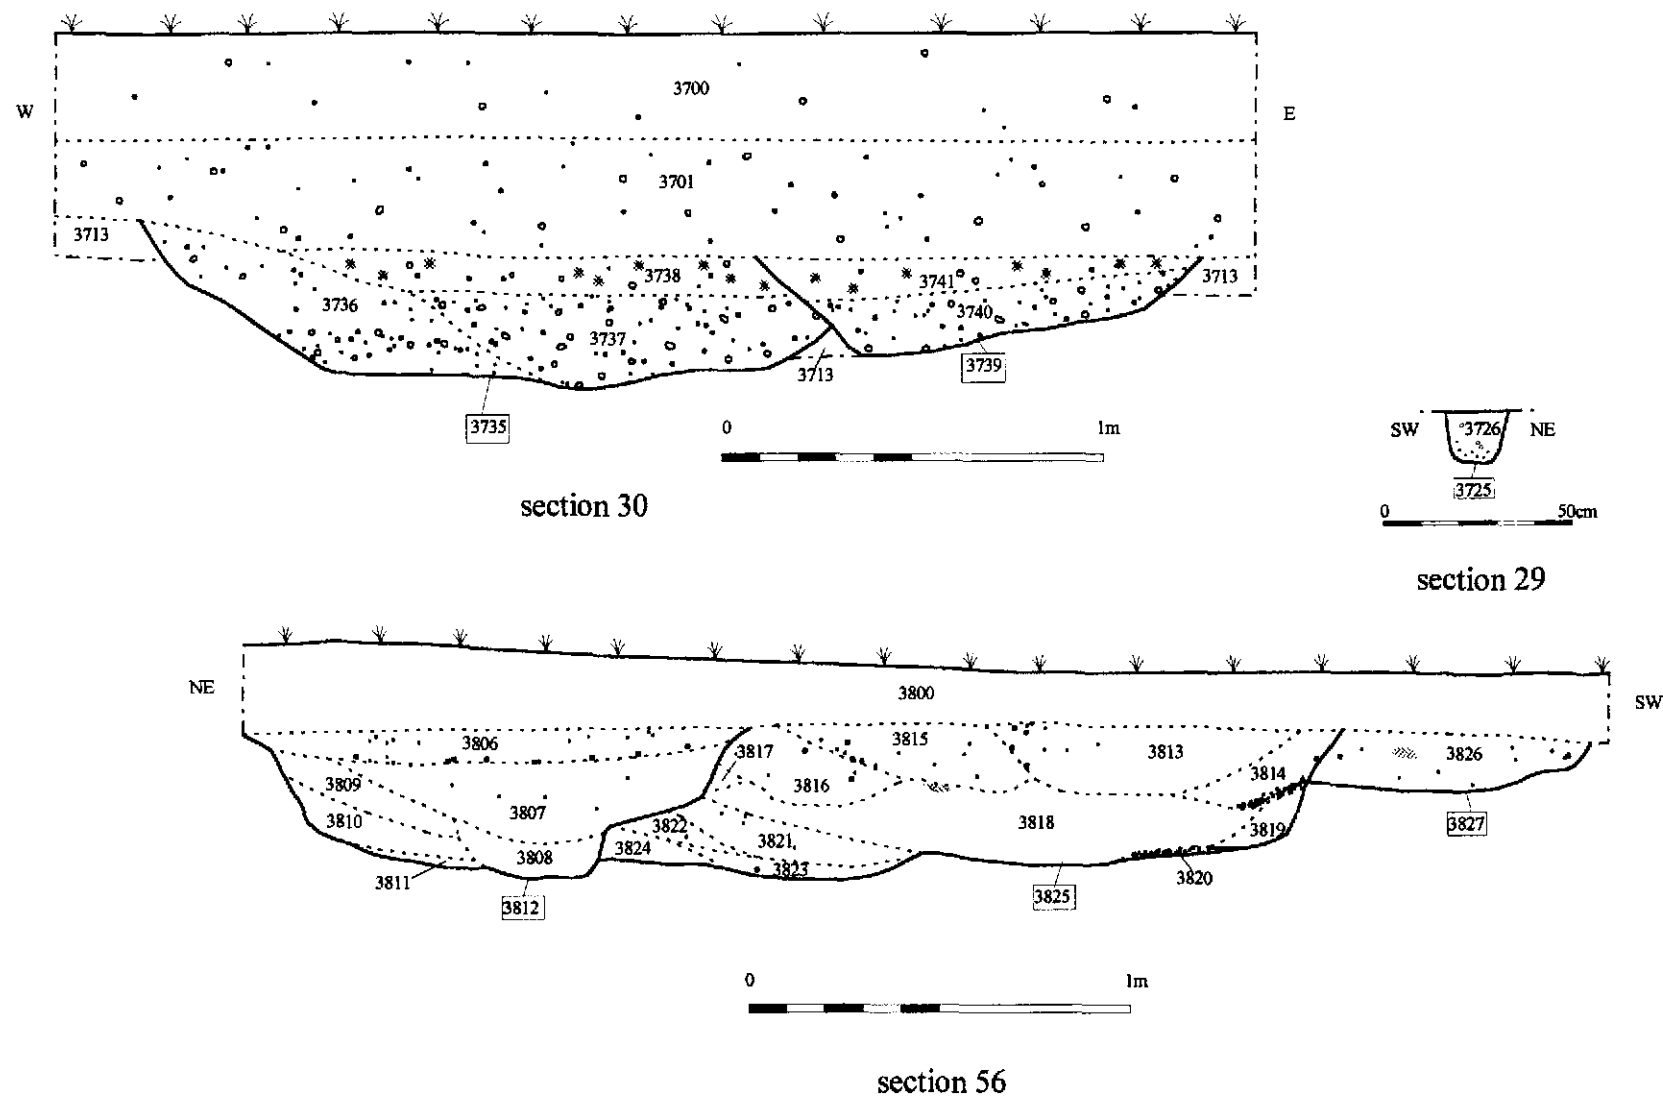 3700
W E
3701
3713
3738 3741 3713
3736 3740
3737
3713 3739
3735
0 1m
section 30
SW 3726 NE
3725
0 50cm
section 29
NE 3800 SW
3806 3817 3815 3813 3826
3809 3816 3814
3810 3807 3822 3818 3819 3827
3808 3824 3821
3811 3823 3820
3812 3825
0 1m
section 56